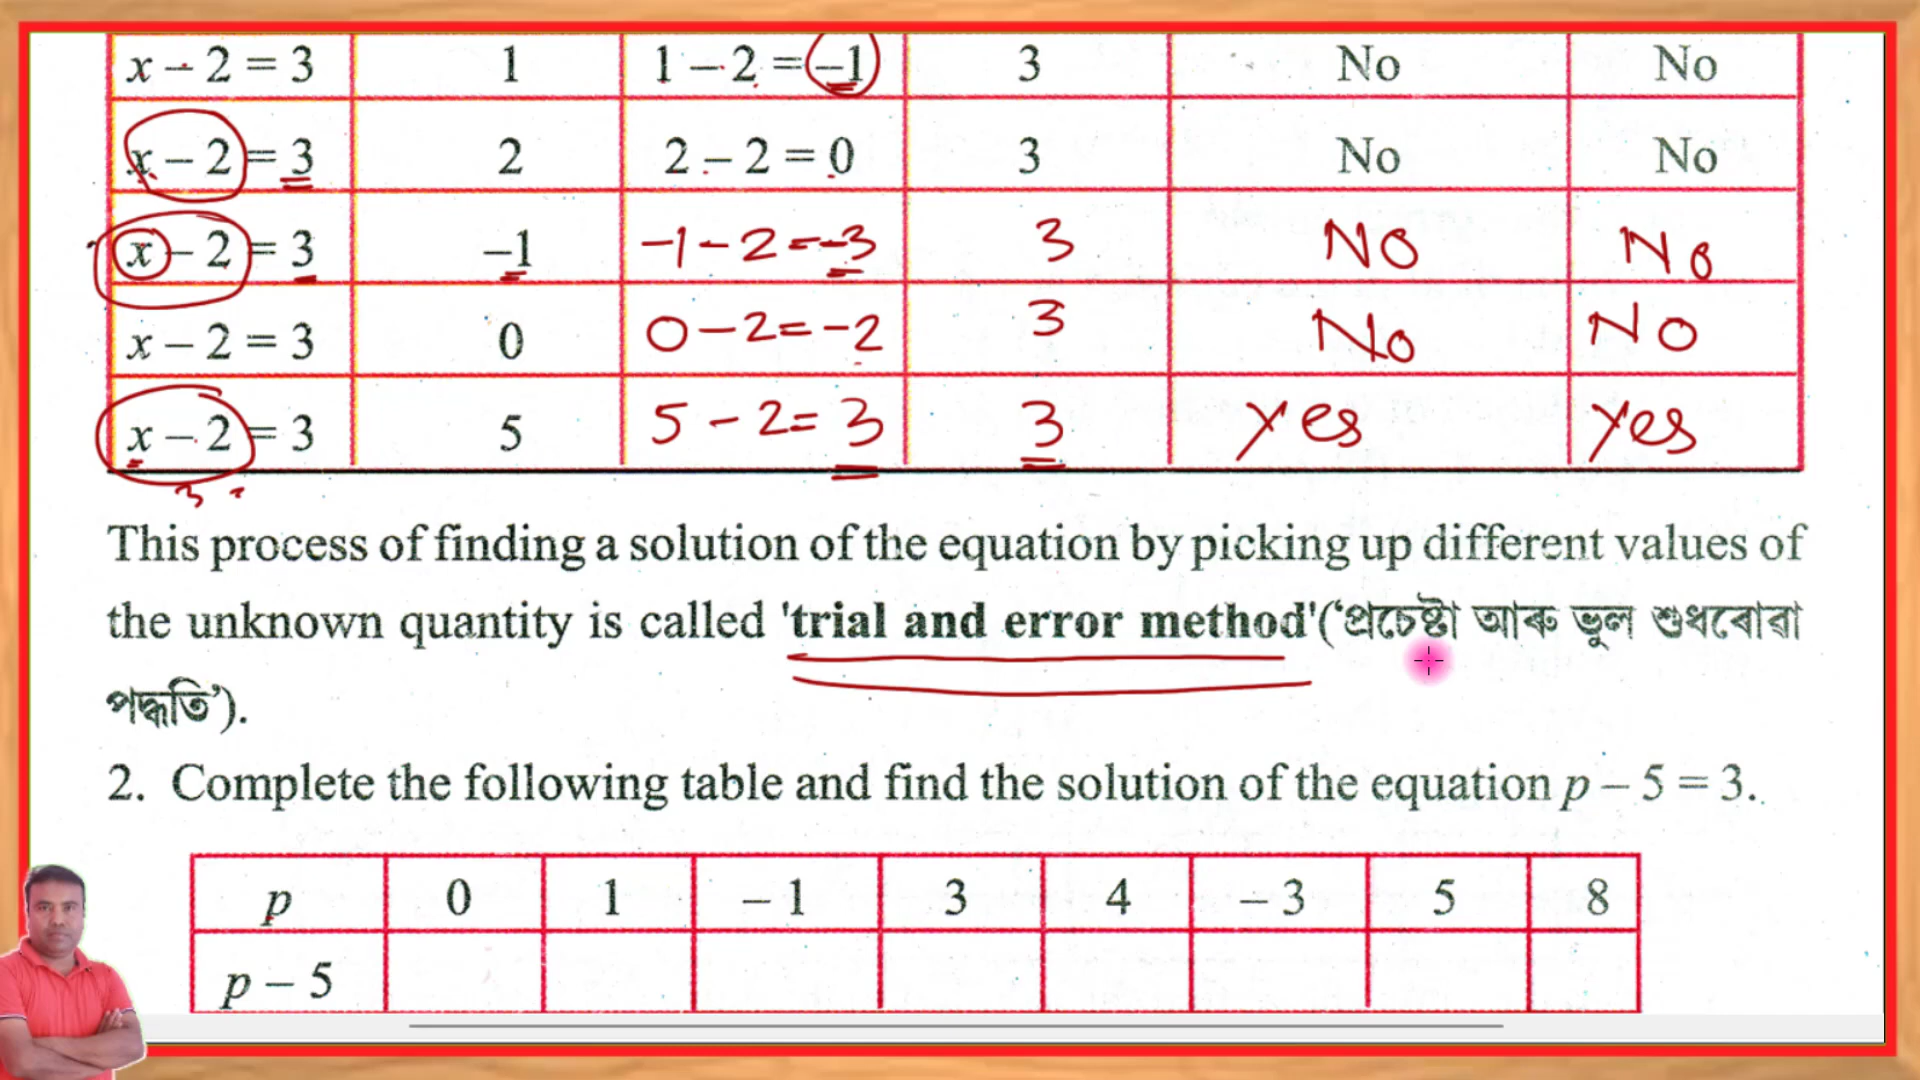 x – 2 = 3 1 1 – 2 = –1 3 No No
x – 2 = 3 2 2 – 2 = 0 3 No No
x – 2 = 3 –1 –1 – 2 = –3 3 NO No
x – 2 = 3 0 0 – 2 = –2 3 No NO
x – 2 = 3 5 5 – 2 = 3 3 yes yes
3
This process of finding a solution of the equation by picking up different values of
the unknown quantity is called 'trial and error method'(‘প্ৰচেষ্টা আৰু ভুল শুধৰোৱা
পদ্ধতি’).
2. Complete the following table and find the solution of the equation p – 5 = 3.
p 0 1 – 1 3 4 – 3 5 8
p – 5